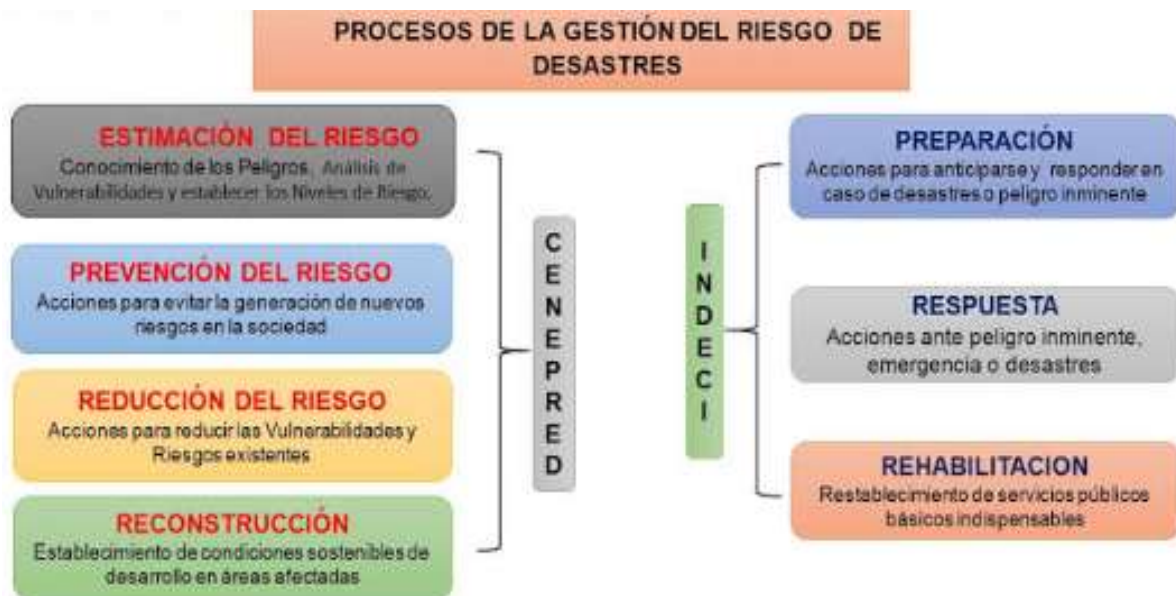 PROCESOS DE LA GESTIÓN DEL RIESGO DE
DESASTRES
ESTIMACIÓN DEL RIESGO
Conocimiento de los Peligros, Análisis de
Vulnerabilidades y establecer los Niveles de Riesgo.
PREVENCIÓN DEL RIESGO
Acciones para evitar la generación de nuevos
riesgos en la sociedad
REDUCCIÓN DEL RIESGO
Acciones para reducir las Vulnerabilidades y
Riesgos existentes
RECONSTRUCCIÓN
Establecimiento de condiciones sostenibles de
desarrollo en áreas afectadas
CENEPRED
INDECI
PREPARACIÓN
Acciones para anticiparse y responder en
caso de desastres o peligro inminente
RESPUESTA
Acciones ante peligro inminente,
emergencia o desastres
REHABILITACION
Restablecimiento de servicios públicos
básicos indispensables